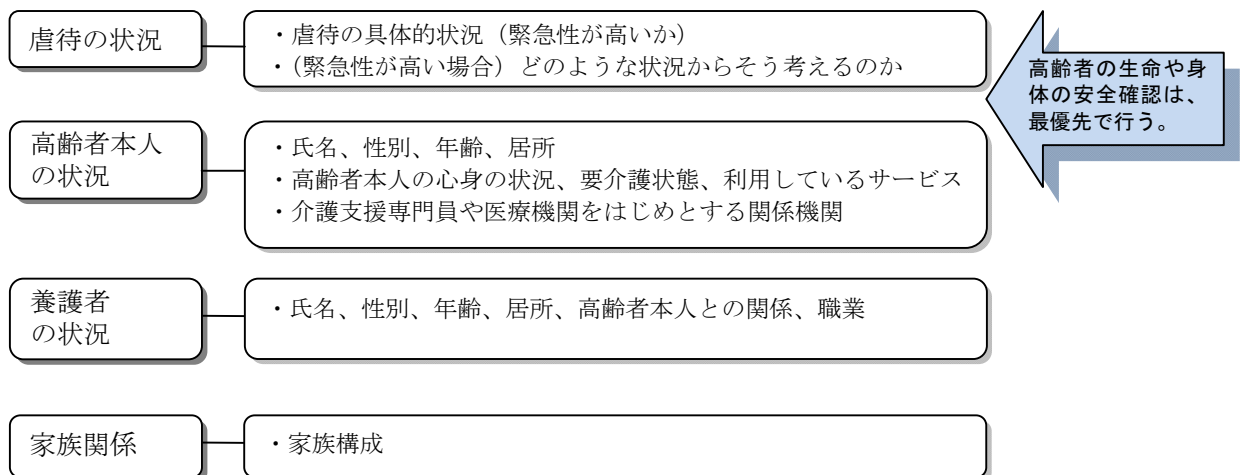 虐待の状況
・虐待の具体的状況（緊急性が高いか）
・（緊急性が高い場合）どのような状況からそう考えるのか
高齢者の生命や身
体の安全確認は、
最優先で行う。
高齢者本人
の状況
・氏名、性別、年齢、居所
・高齢者本人の心身の状況、要介護状態、利用しているサービス
・介護支援専門員や医療機関をはじめとする関係機関
養護者
の状況
・氏名、性別、年齢、居所、高齢者本人との関係、職業
家族関係
・家族構成